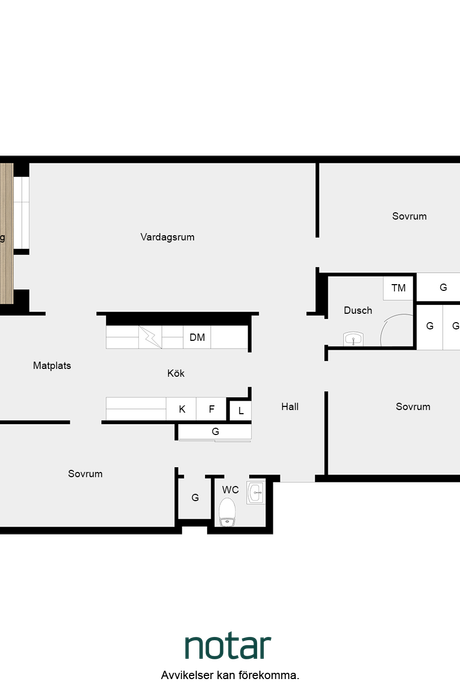 Sovrum
Vardagsrum
g
TM
G
Dusch
G
G
DM
Matplats
Kök
K
F
L
Hall
Sovrum
G
Sovrum
WC
G
notar
Avvikelser kan förekomma.